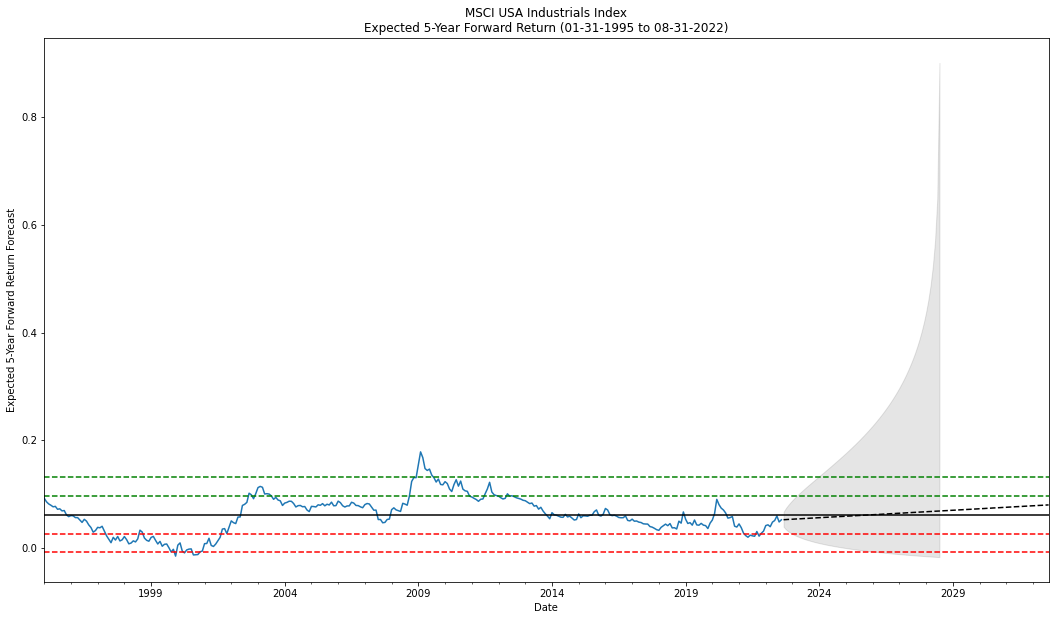 MSCI USA Industrials Index
Expected 5-Year Forward Return (01-31-1995 to 08-31-2022)
Expected 5-Year Forward Return Forecast
0.8
0.6
0.4
0.2
0.0
1999 2004 2009 2014 2019 2024 2029
Date